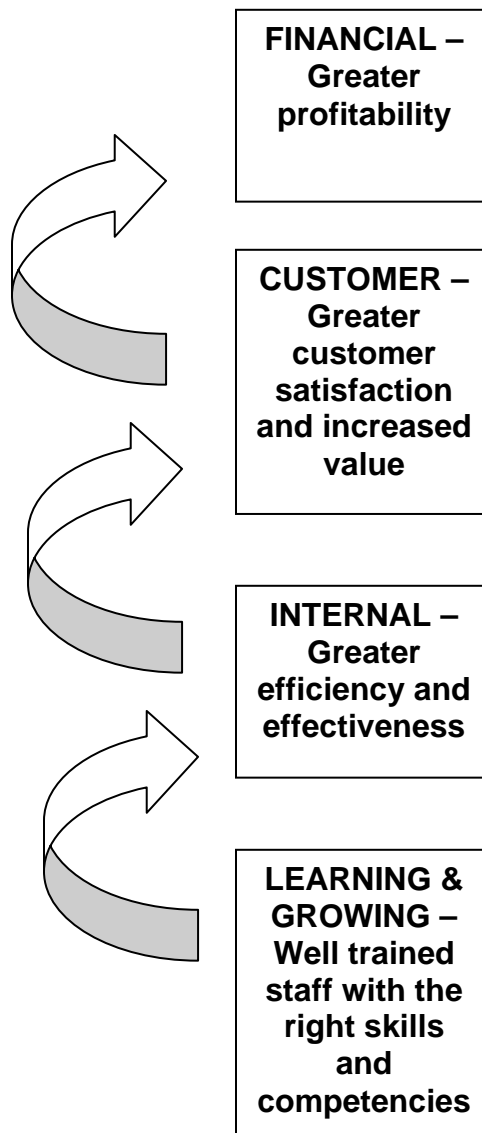 FINANCIAL –
Greater
profitability
CUSTOMER –
Greater
customer
satisfaction
and increased
value
INTERNAL –
Greater
efficiency and
effectiveness
LEARNING &
GROWING –
Well trained
staff with the
right skills
and
competencies